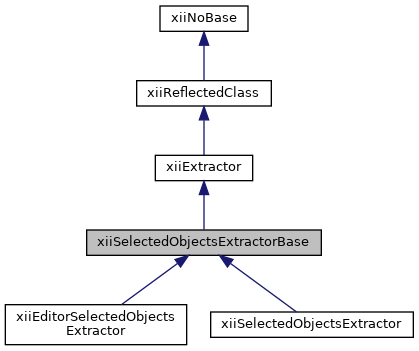 xiiNoBase
xiiReflectedClass
xiiExtractor
xiiSelectedObjectsExtractorBase
xiiEditorSelectedObjects
Extractor
xiiSelectedObjectsExtractor